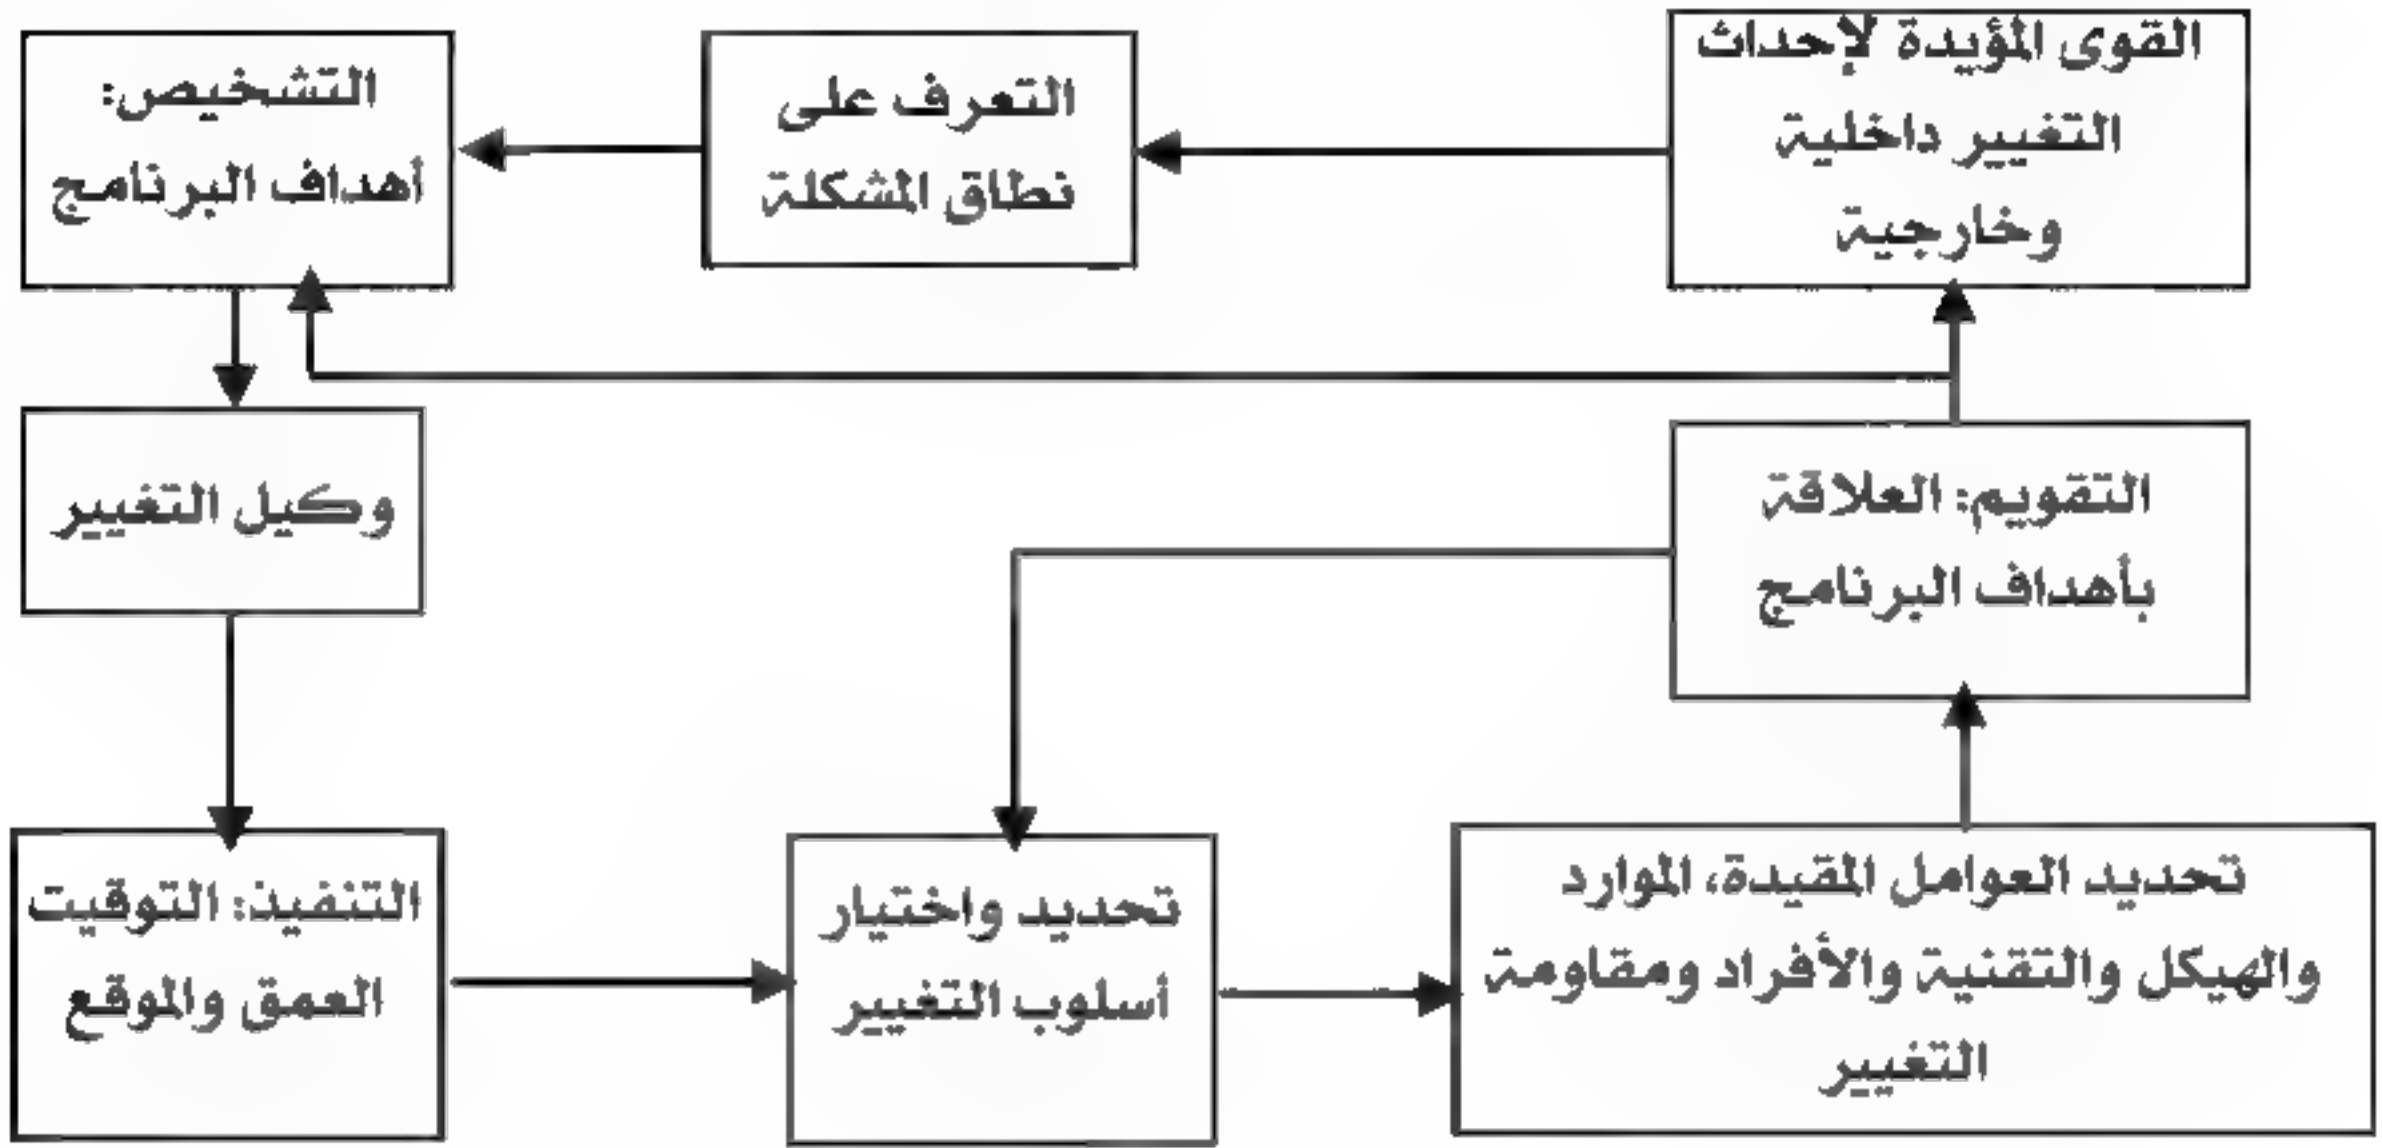 القوى المؤيدة لإحداث
التغيير داخلية
وخارجية
التعرف على
نطاق المشكلة
التشخيص:
أهداف البرنامج
وكيل التغيير
التقويم: العلاقة
بأهداف البرنامج
التنفيذ: التوقيت
العمق والموقع
تحديد واختيار
أسلوب التغيير
تحديد العوامل المقيدة، الموارد
والهيكل والتقنية والأفراد ومقاومة
التغيير